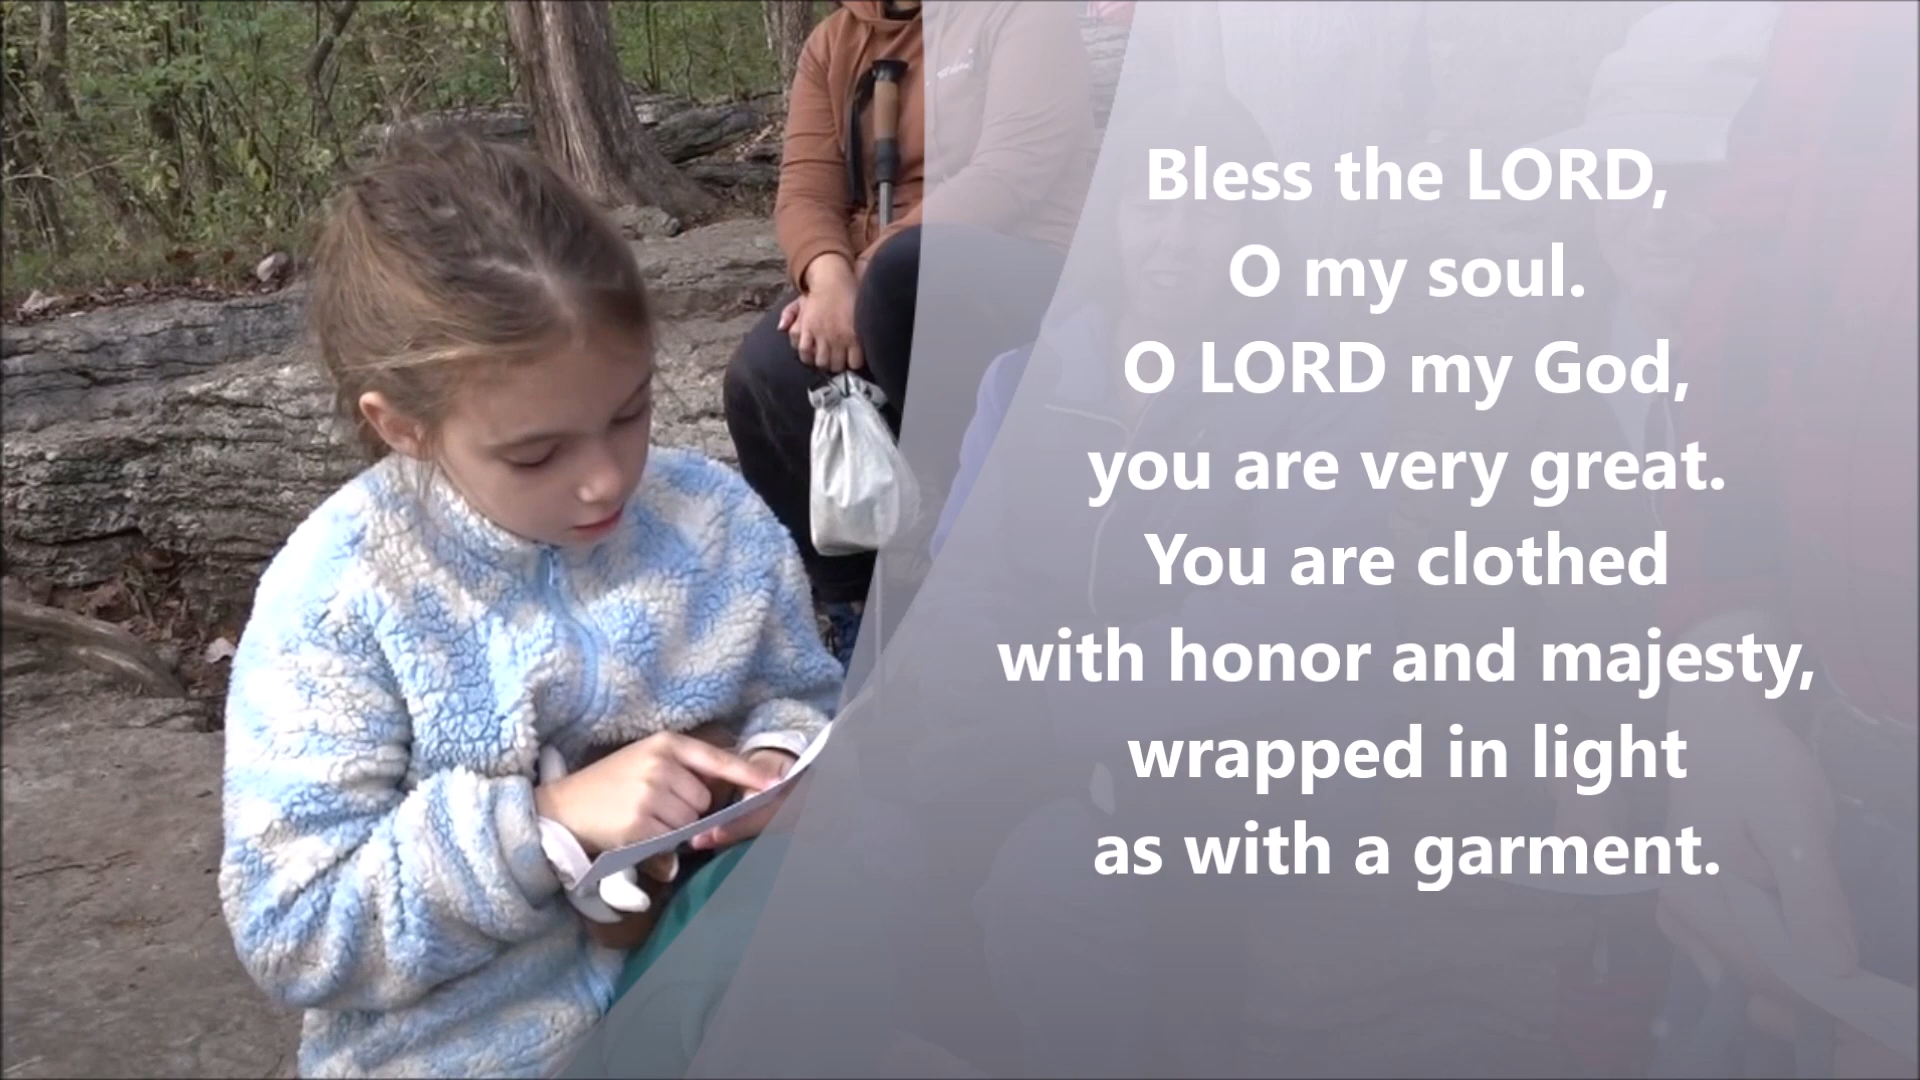 Bless the LORD,
O my soul.
O LORD my God,
you are very great.
You are clothed
with honor and majesty,
wrapped in light
as with a garment.